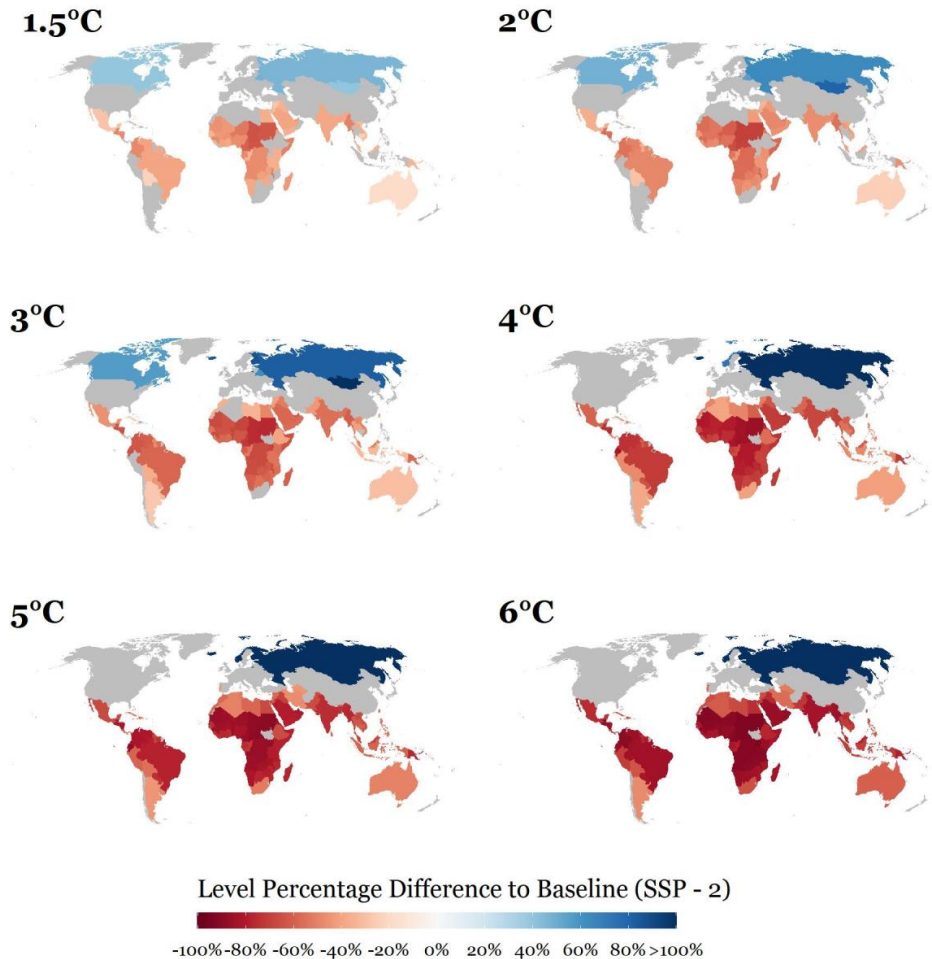 1.5°C
2°C
3°C
4°C
5°C
6°C
Level Percentage Difference to Baseline (SSP - 2)
-100% -80% -60% -40% -20% 0% 20% 40% 60% 80% >100%